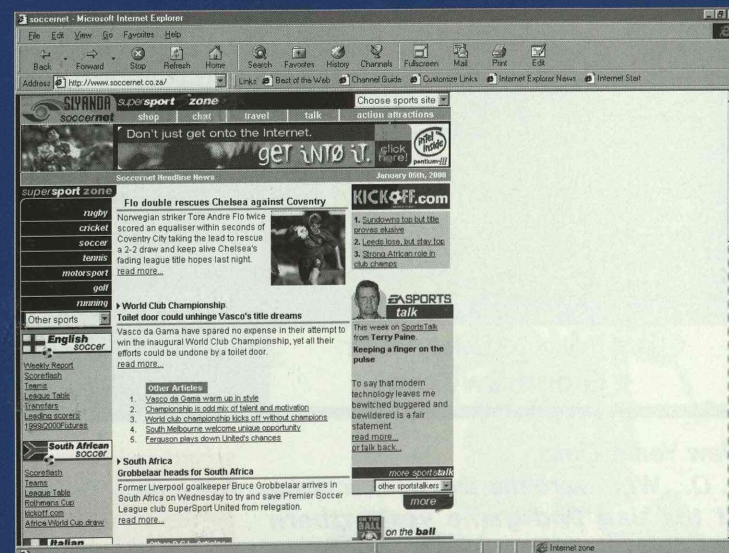 soccernet - Microsoft Internet Explorer
File Edit View Go Favorites Help
Back Forward Stop Refresh Home Search Favorites History Channels Fullscreen Mail Print Edit
Address http://www.soccernet.co.za/ Links Best of the Web Channel Guide Customize Links Internet Explorer News Internet Start
SIYANDA
soccernet
supersport zone
Choose sports site
shop chat travel talk action attractions
Don't just get onto the Internet.
get iNTO iT.
click here!
intel inside
pentium III
Soccernet Headline News January 05th, 2000
supersport zone
rugby
cricket
soccer
tennis
motorsport
golf
running
Other sports
English
soccer
Weekly Report
Scoreflash
Teams
League Table
Transfers
Leading scorers
1999/2000Fixtures
South African
soccer
Scoreflash
Teams
League Table
Rothmans Cup
kickoff.com
Africa World Cup draw
Italian
Flo double rescues Chelsea against Coventry
Norwegian striker Tore Andre Flo twice
scored an equaliser within seconds of
Coventry City taking the lead to rescue
a 2-2 draw and keep alive Chelsea's
fading league title hopes last night.
read more...
World Club Championship
Toilet door could unhinge Vasco's title dreams
Vasco da Gama have spared no expense in their attempt to
win the inaugural World Club Championship, yet all their
efforts could be undone by a toilet door.
read more...
Other Articles
1. Vasco da Gama warm up in style
2. Championship is odd mix of talent and motivation
3. World club championship kicks off without champions
4. South Melbourne welcome unique opportunity
5. Ferguson plays down United's chances
South Africa
Grobbelaar heads for South Africa
Former Liverpool goalkeeper Bruce Grobbelaar arrives in
South Africa on Wednesday to try and save Premier Soccer
League club SuperSport United from relegation.
read more...
KICKOFF.com
1. Sundowns top but title
proves elusive
2. Leeds lose, but stay top
3. Strong African role in
club champs
EA SPORTS
talk
This week on SportsTalk
from Terry Paine.
Keeping a finger on the
pulse
To say that modern
technology leaves me
bewitched buggered and
bewildered is a fair
statement
read more...
or talk back...
more sportstalk
other sportstalkers
more
ON THE BALL
on the ball
Internet zone